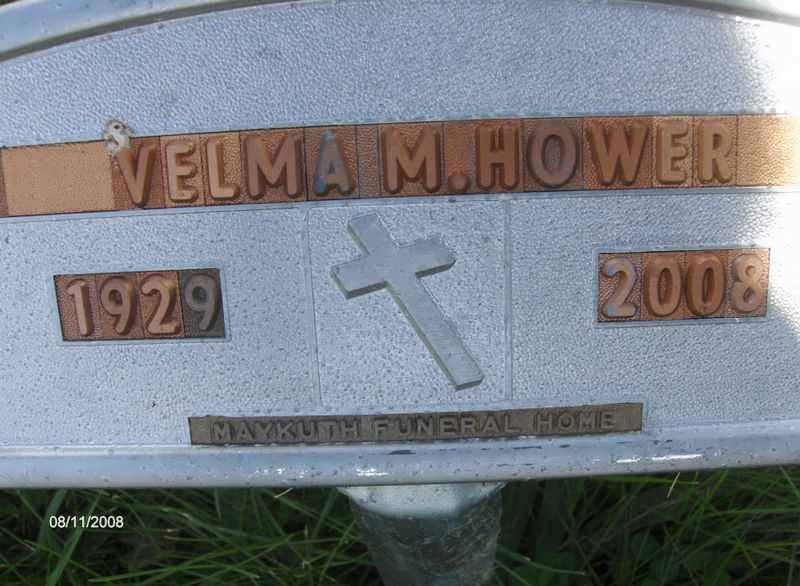 VELMA M. HOWER
1929 2008
MAYKUTH FUNERAL HOME
08/11/2008